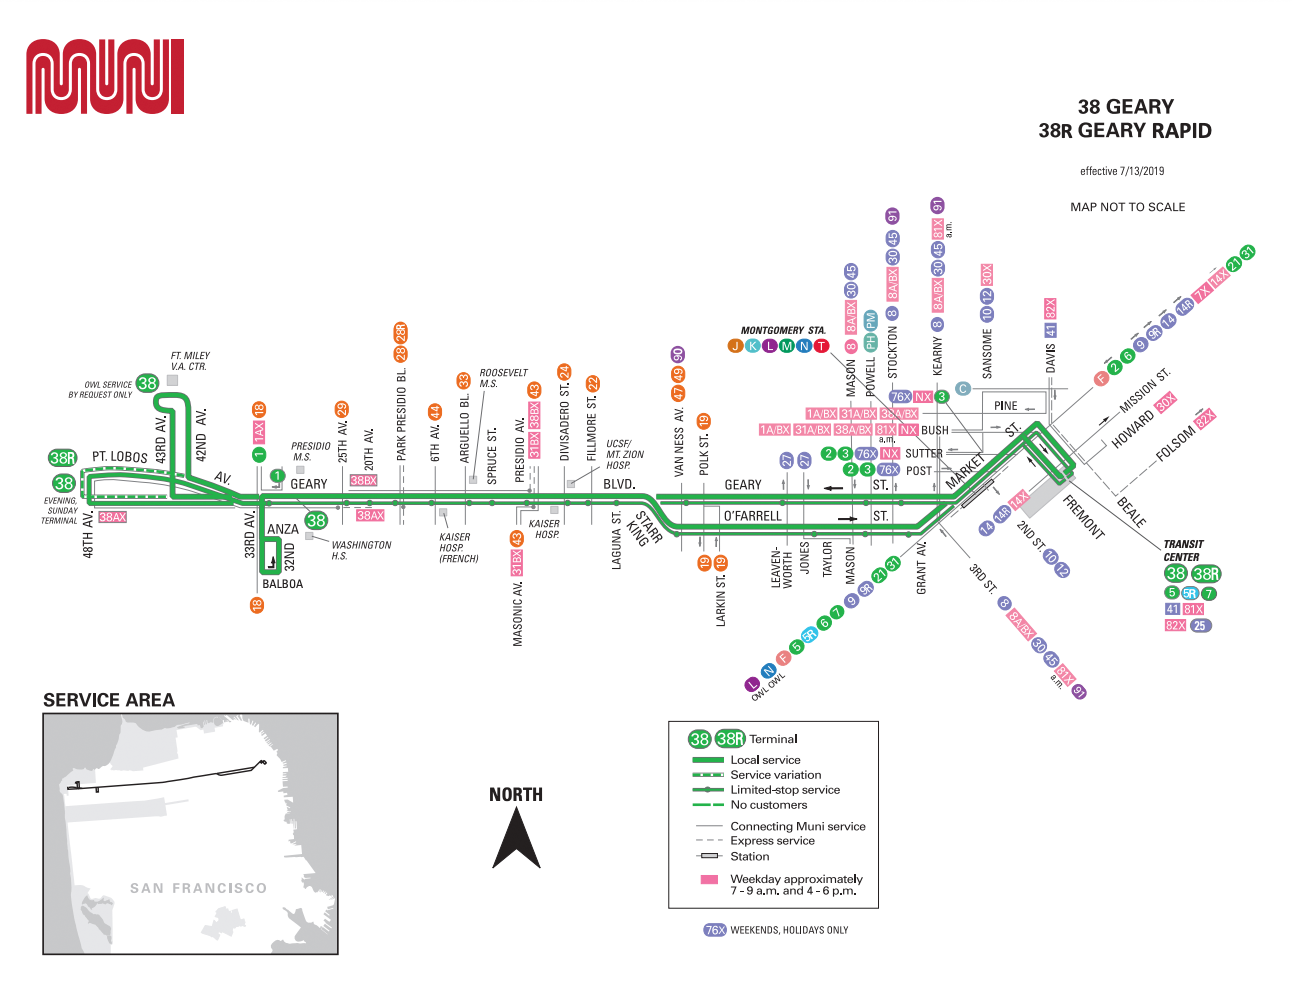 muni
38 GEARY
38R GEARY RAPID
effective 7/13/2019
MAP NOT TO SCALE
FT. MILEY
V.A. CTR.
OWL SERVICE
BY REQUEST ONLY
38
43RD AV.
42ND AV.
38R
PT. LOBOS
AV.
38
EVENING,
SUNDAY
TERMINAL
48TH AV.
38AX
1
1AX
18
1
PRESIDIO
M.S.
GEARY
38
33RD AV.
ANZA
32ND
BALBOA
18
WASHINGTON
H.S.
25TH AV.
29
20TH AV.
38BX
38AX
PARK PRESIDIO BL.
28
28R
6TH AV.
44
KAISER
HOSP.
(FRENCH)
ARGUELLO BL.
33
ROOSEVELT
M.S.
SPRUCE ST.
PRESIDIO AV.
31BX
38BX
43
MASONIC AV.
31BX
43
KAISER
HOSP.
DIVISADERO ST.
24
FILLMORE ST.
22
UCSF/
MT. ZION
HOSP.
BLVD.
LAGUNA ST.
STARR
KING
VAN NESS AV.
47
49
90
POLK ST.
19
19
LARKIN ST.
19
GEARY
ST.
O'FARRELL
ST.
27
27
LEAVEN-
WORTH
JONES
TAYLOR
MASON
MONTGOMERY STA.
J K L M N T
MASON
8
8A/BX
30
45
POWELL
PH
PM
STOCKTON
8
8A/BX
30
45
91
KEARNY
8
8A/BX
30
45
81X
a.m.
91
SANSOME
10
12
30X
DAVIS
41
82X
76X NX 3
C
PINE
1A/BX 31A/BX 38A/BX
1A/BX 31A/BX 38A/BX 81X NX BUSH
a.m.
2 3 76X NX SUTTER
2 3 76X POST
MARKET
ST.
F 2 6 9 9R 14 14R 7X 14X 21 31
MISSION ST.
HOWARD 30X
FOLSOM 82X
BEALE
FREMONT
14 14R 14X
2ND ST. 10 12
GRANT AV.
3RD ST. 8 8A/BX 30 45 81X 91
a.m.
L N F 5 5R 6 7 9 9R 21 31
OWL OWL
TRANSIT
CENTER
38 38R
5 5R 7
41 81X
82X 25
SERVICE AREA
SAN FRANCISCO
NORTH
38 38R Terminal
Local service
Service variation
Limited-stop service
No customers
Connecting Muni service
Express service
Station
Weekday approximately
7 - 9 a.m. and 4 - 6 p.m.
76X WEEKENDS, HOLIDAYS ONLY